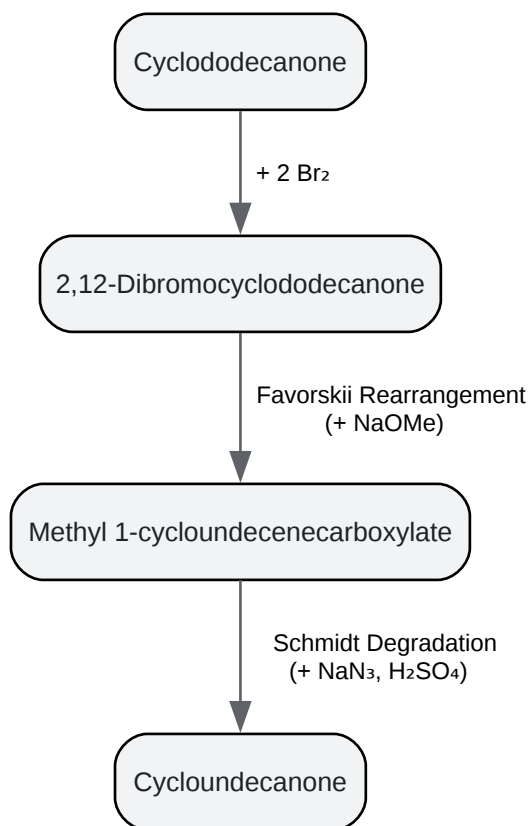 Cyclododecanone
+ 2 Br₂
2,12-Dibromocyclododecanone
Favorskii Rearrangement
(+ NaOMe)
Methyl 1-cycloundecenecarboxylate
Schmidt Degradation
(+ NaN₃, H₂SO₄)
Cycloundecanone